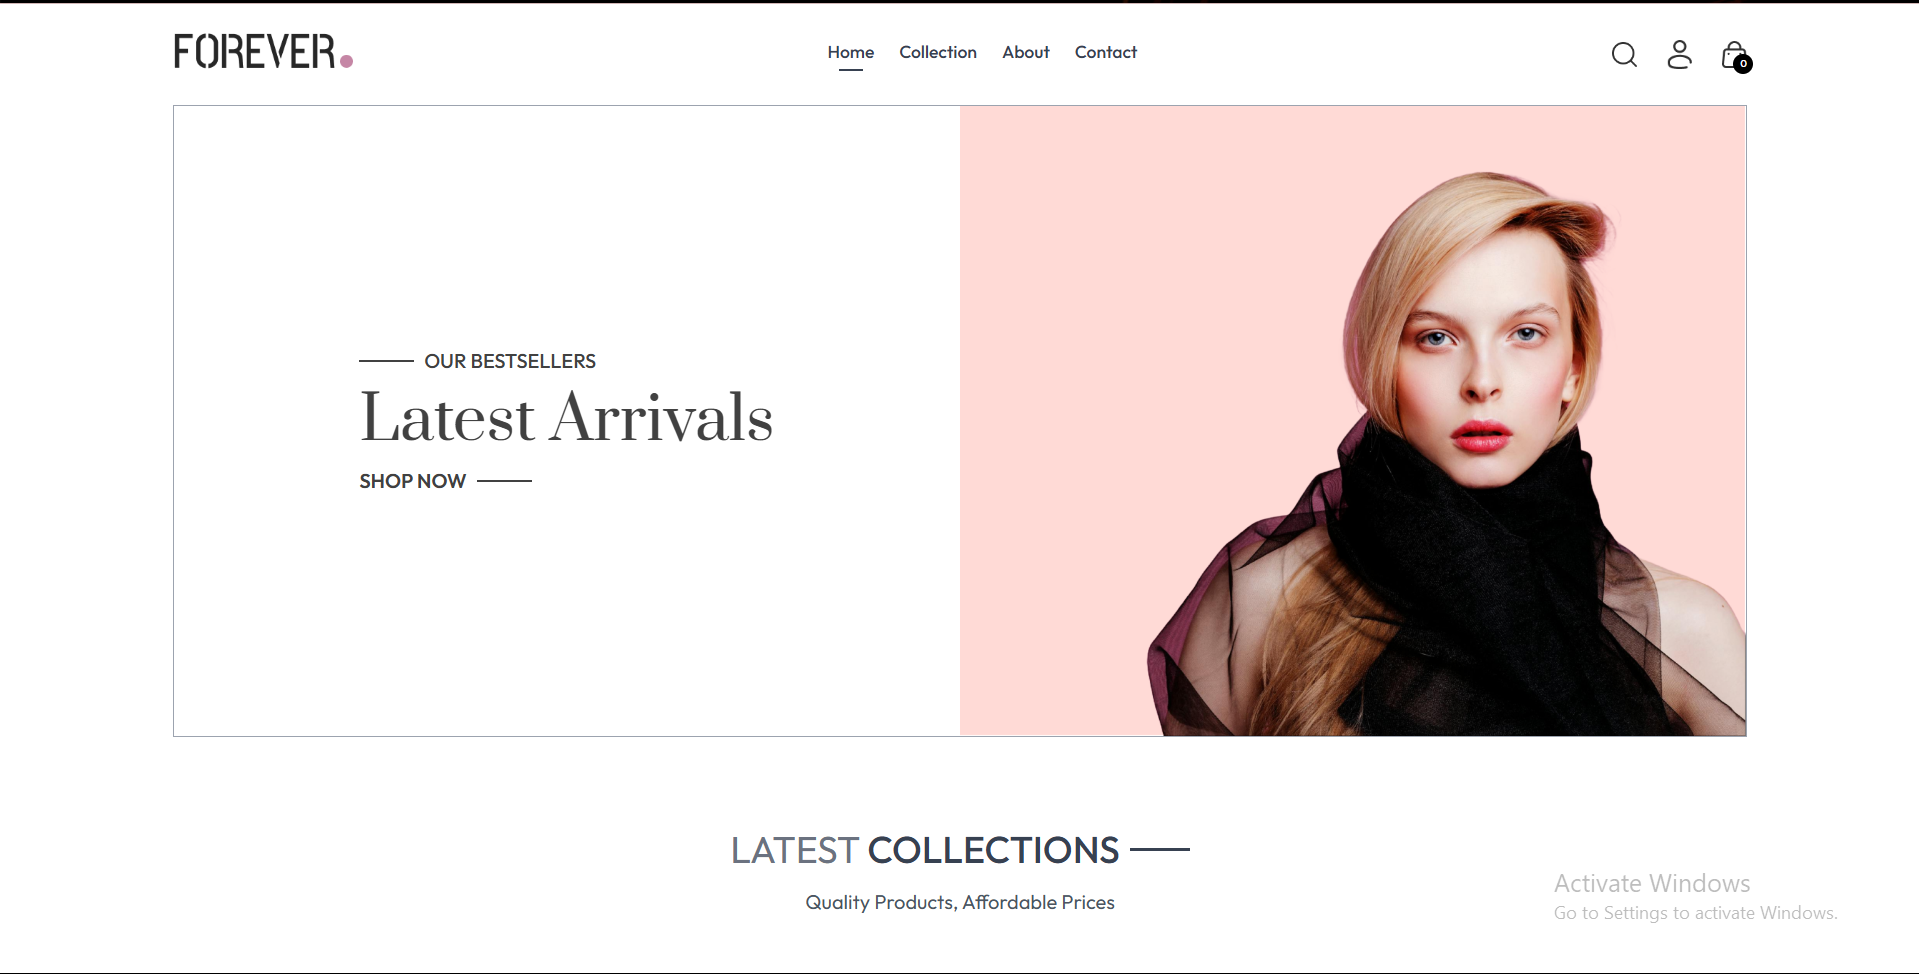 FOREVER.
Home Collection About Contact
0
OUR BESTSELLERS
Latest Arrivals
SHOP NOW
LATEST COLLECTIONS
Quality Products, Affordable Prices
Activate Windows
Go to Settings to activate Windows.